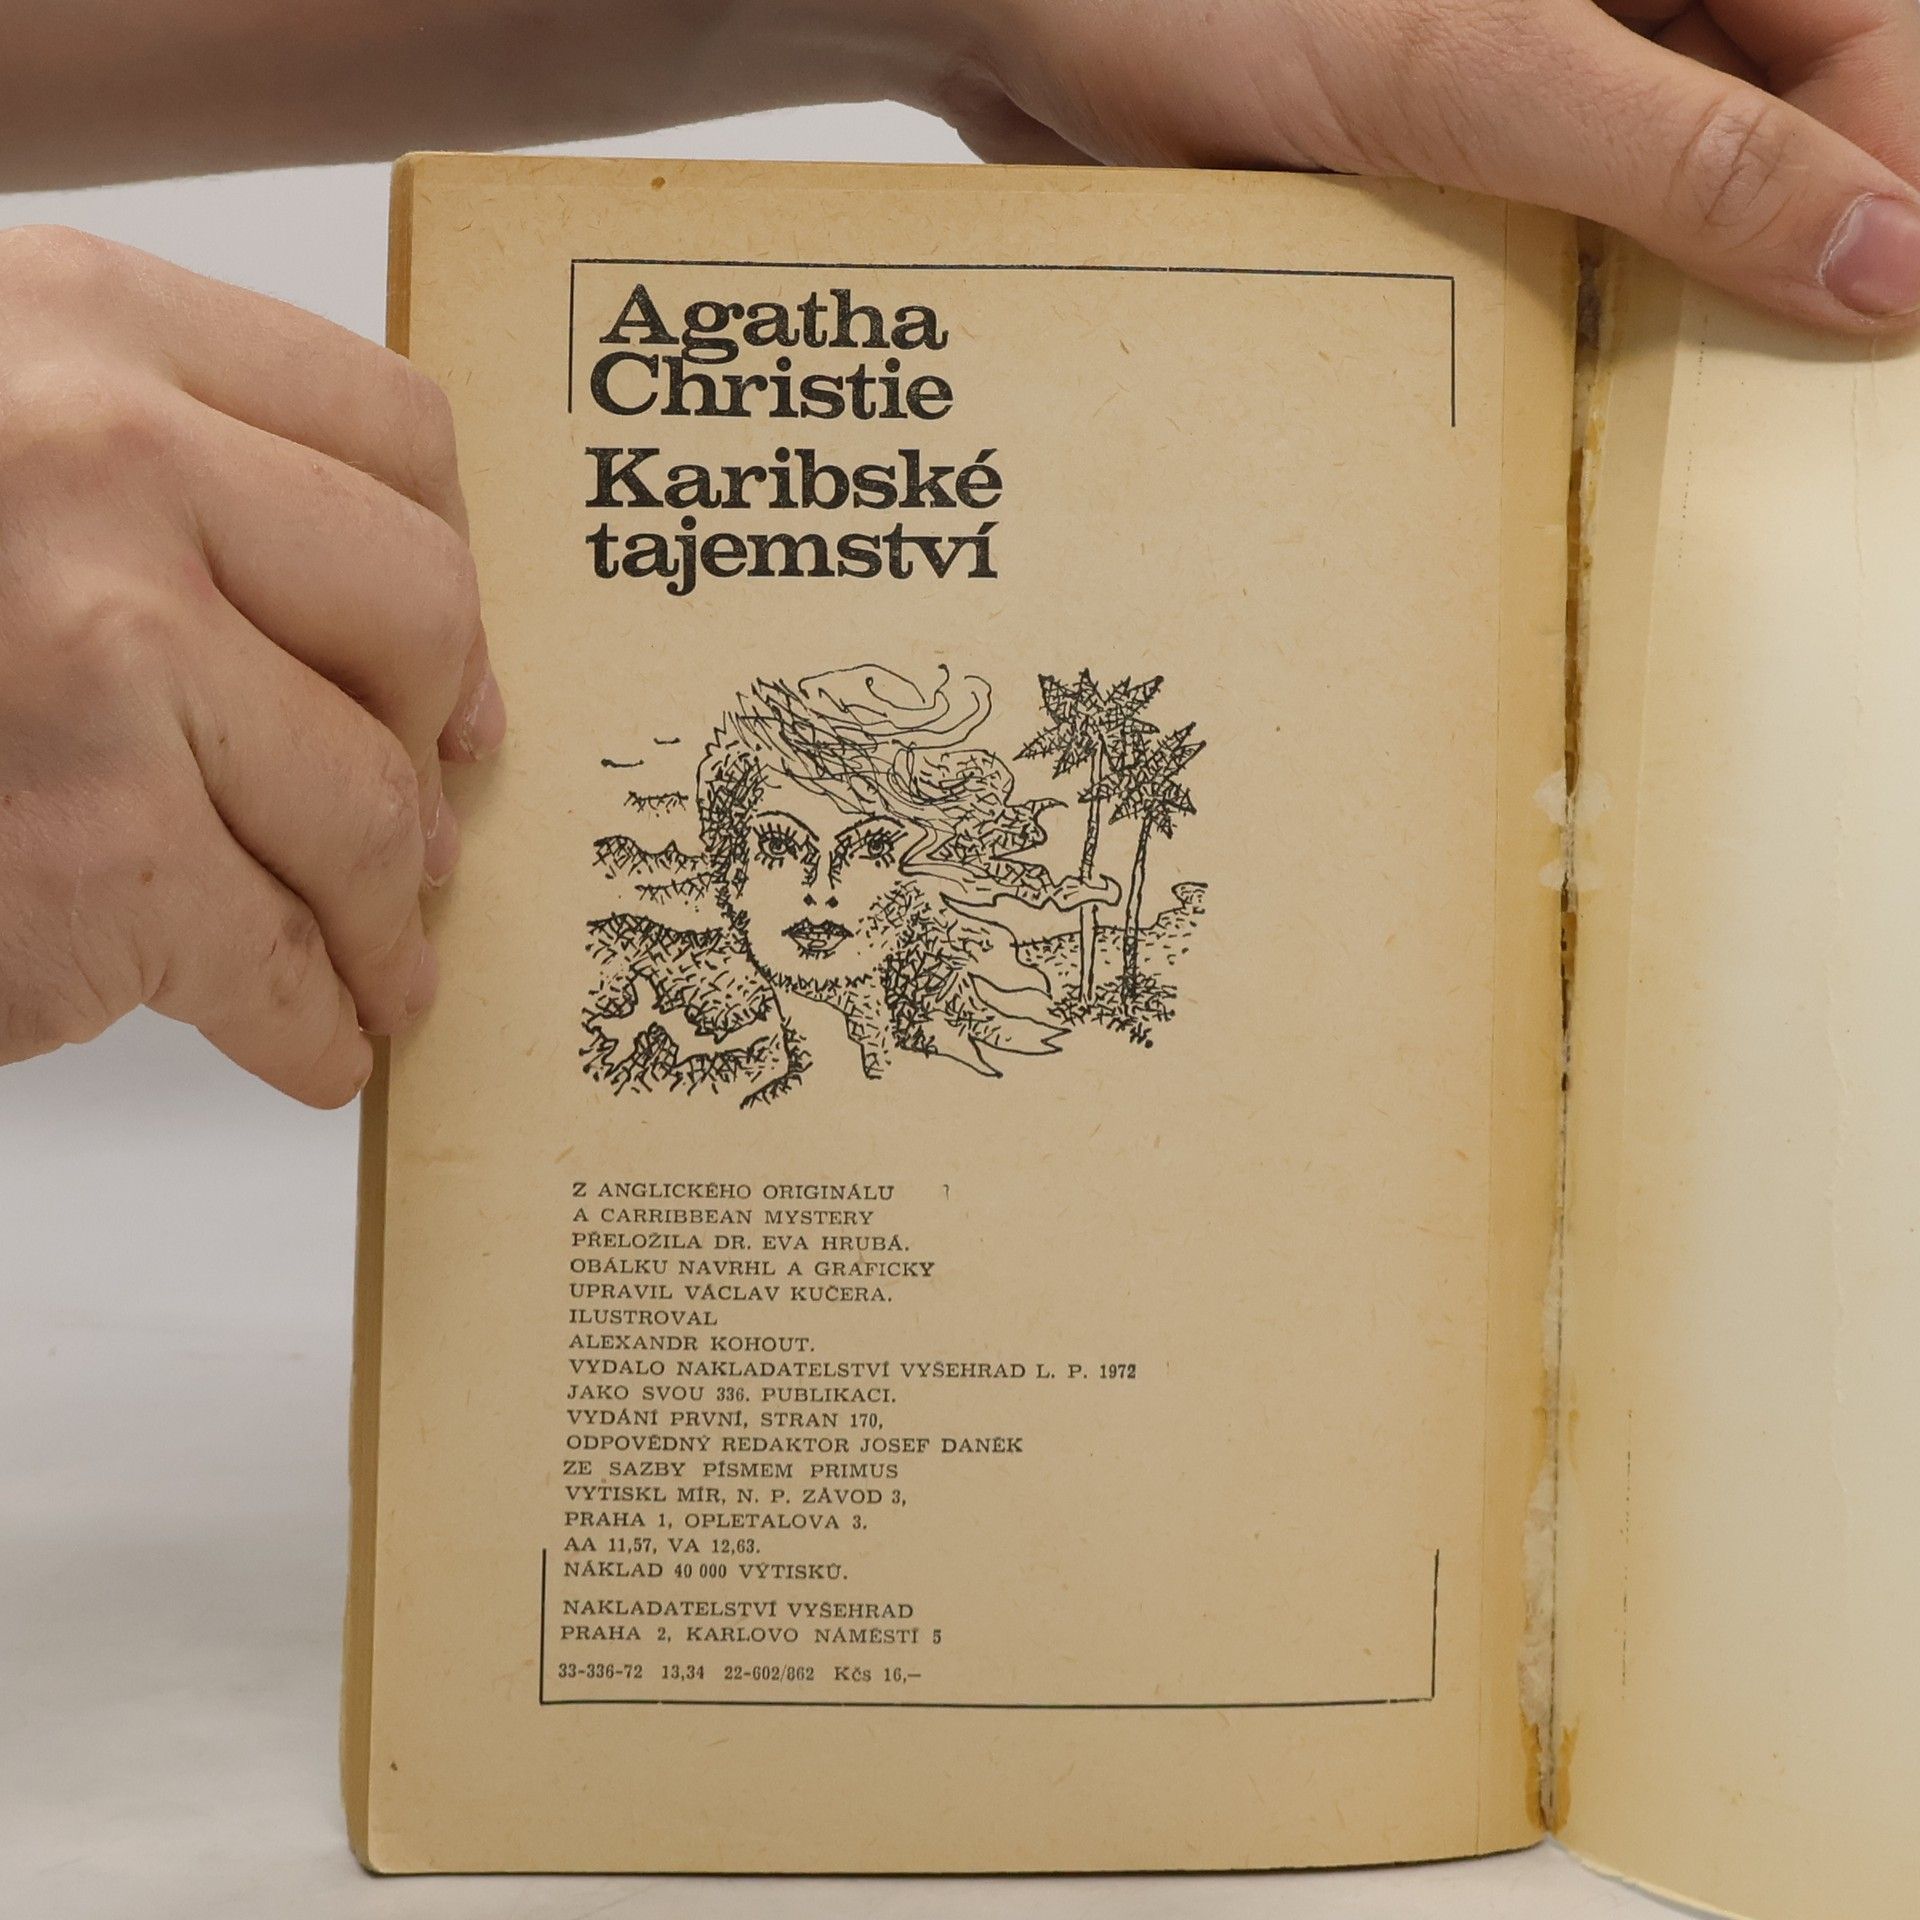 Agatha
Christie
Karibské
tajemství
Z ANGLICKÉHO ORIGINÁLU
A CARRIBBEAN MYSTERY
PŘELOŽILA DR. EVA HRUBÁ.
OBÁLKU NAVRHL A GRAFICKY
UPRAVIL VÁCLAV KUČERA.
ILUSTROVAL
ALEXANDR KOHOUT.
VYDALO NAKLADATELSTVÍ VYŠEHRAD L. P. 1972
JAKO SVOU 336. PUBLIKACI.
VYDÁNÍ PRVNÍ, STRAN 170,
ODPOVĚDNÝ REDAKTOR JOSEF DANĚK
ZE SAZBY PÍSMEM PRIMUS
VYTISKL MÍR, N. P. ZÁVOD 3,
PRAHA 1, OPLETALOVA 3.
AA 11,57, VA 12,63.
NÁKLAD 40 000 VÝTISKŮ.
NAKLADATELSTVÍ VYŠEHRAD
PRAHA 2, KARLOVO NÁMĚSTÍ 5
33-336-72 13,34 22-602/862 Kčs 16,—